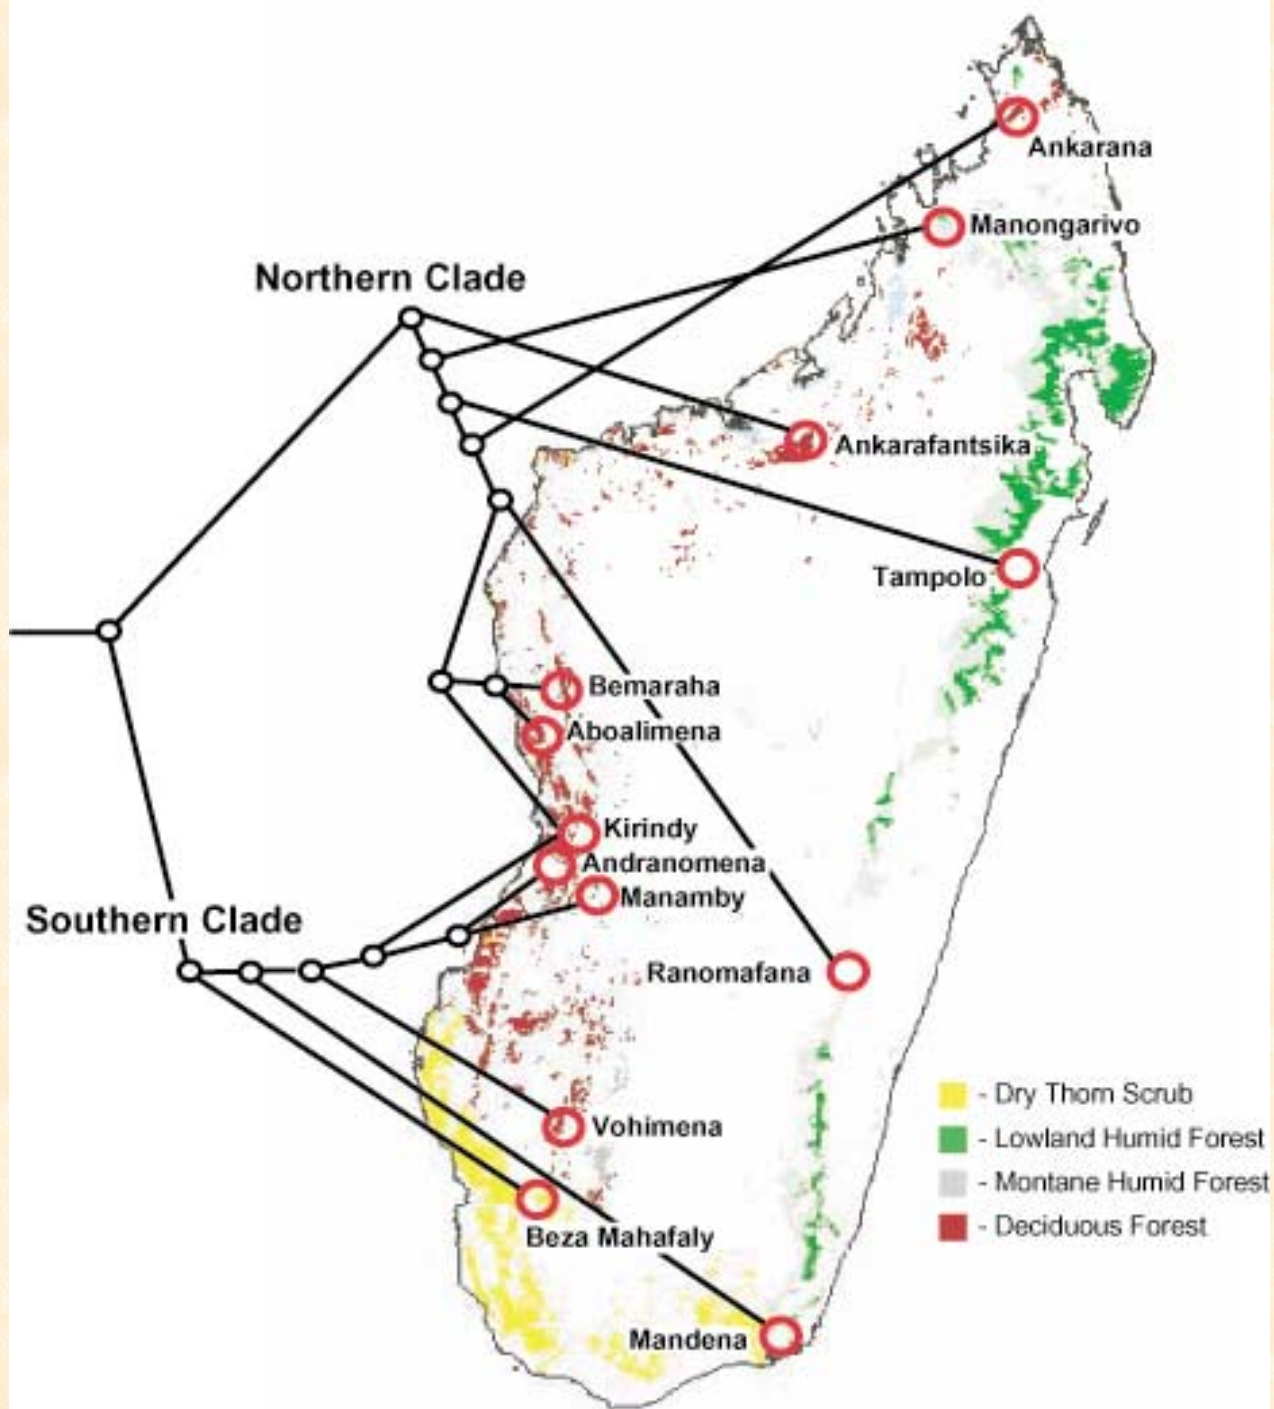 Ankarana
Manongarivo
Northern Clade
Ankarafantsika
Tampolo
Bemaraha
Aboalimena
Kirindy
Andranomena
Manamby
Southern Clade
Ranomafana
- Dry Thorn Scrub
- Lowland Humid Forest
- Montane Humid Forest
- Deciduous Forest
Vohimena
Beza Mahafaly
Mandena